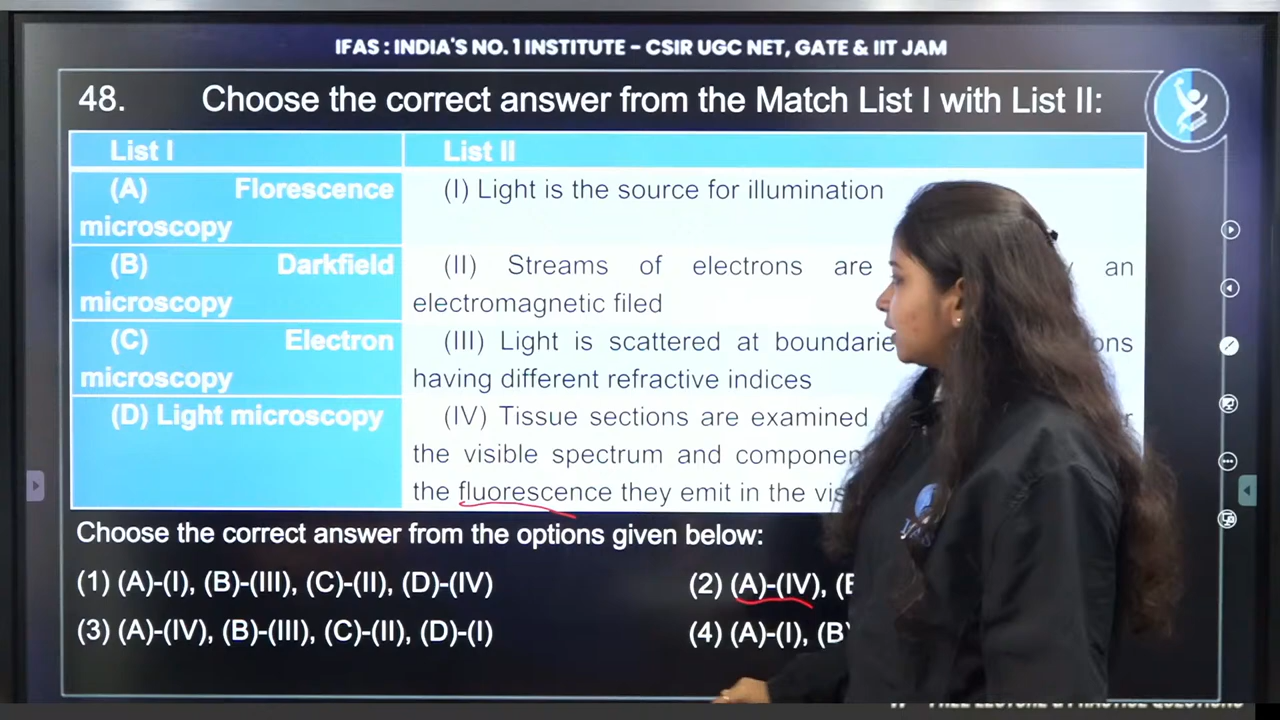 IFAS : INDIA'S NO. 1 INSTITUTE - CSIR UGC NET, GATE & IIT JAM
48. Choose the correct answer from the Match List I with List II:
List I List II
(A) Florescence
microscopy
(I) Light is the source for illumination
(B) Darkfield
microscopy
(II) Streams of electrons are an
electromagnetic filed
(C) Electron
microscopy
(III) Light is scattered at
having different refractive indices
(D) Light microscopy
(IV) Tissue sections are examined
the visible spectrum and
the fluorescence they emit in the
Choose the correct answer from the options given below:
(1) (A)-(I), (B)-(III), (C)-(II), (D)-(IV)
(2) (A)-(IV),
(3) (A)-(IV), (B)-(III), (C)-(II), (D)-(I)
(4) (A)-(I), (B)